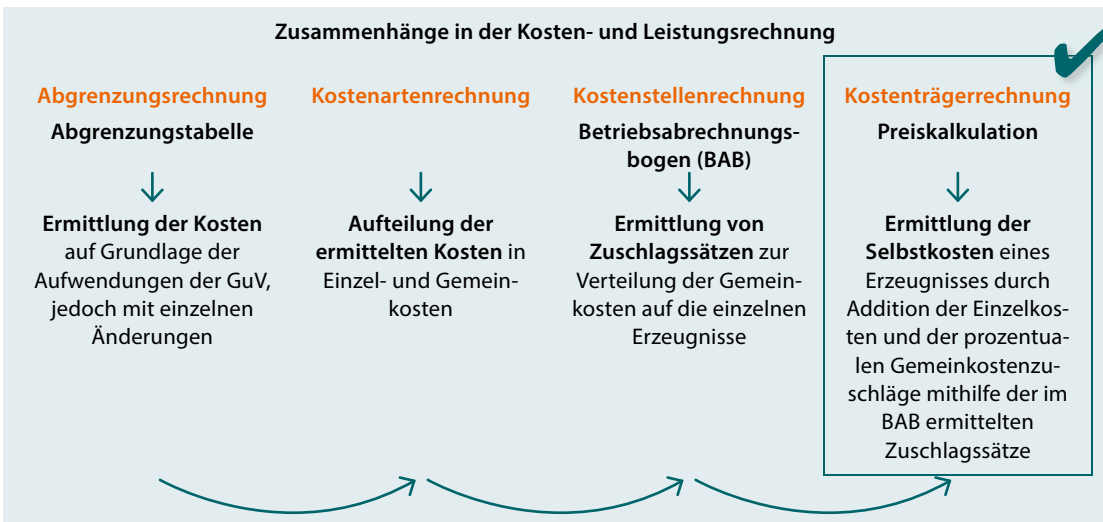 Zusammenhänge in der Kosten- und Leistungsrechnung
Abgrenzungsrechnung
Abgrenzungstabelle
Ermittlung der Kosten
auf Grundlage der
Aufwendungen der GuV,
jedoch mit einzelnen
Änderungen
Kostenartenrechnung
Aufteilung der
ermittelten Kosten in
Einzel- und Gemein-
kosten
Kostenstellenrechnung
Betriebsabrechnungs-
bogen (BAB)
Ermittlung von
Zuschlagssätzen zur
Verteilung der Gemein-
kosten auf die einzelnen
Erzeugnisse
Kostenträgerrechnung
Preiskalkulation
Ermittlung der
Selbstkosten eines
Erzeugnisses durch
Addition der Einzelkos-
ten und der prozentua-
len Gemeinkostenzu-
schläge mithilfe der im
BAB ermittelten
Zuschlagssätze